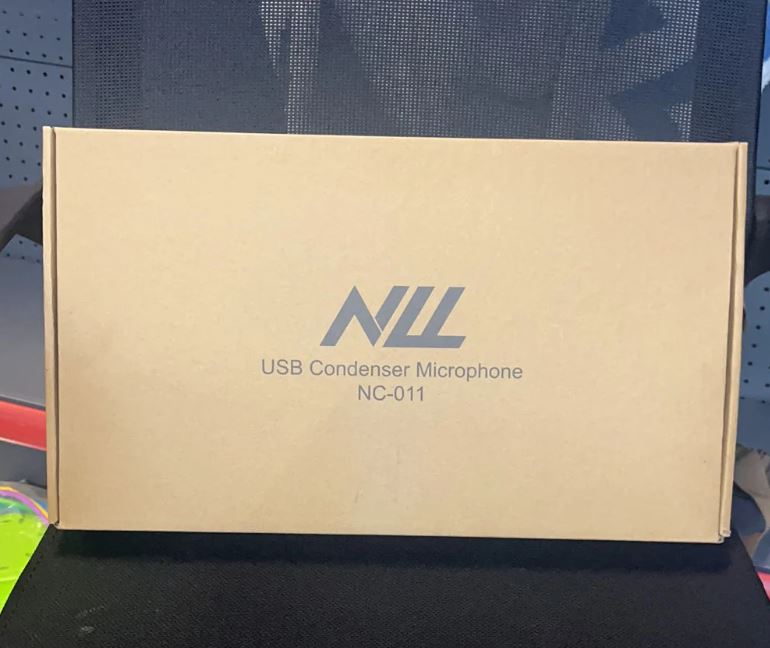 NLL
USB Condenser Microphone
NC-011